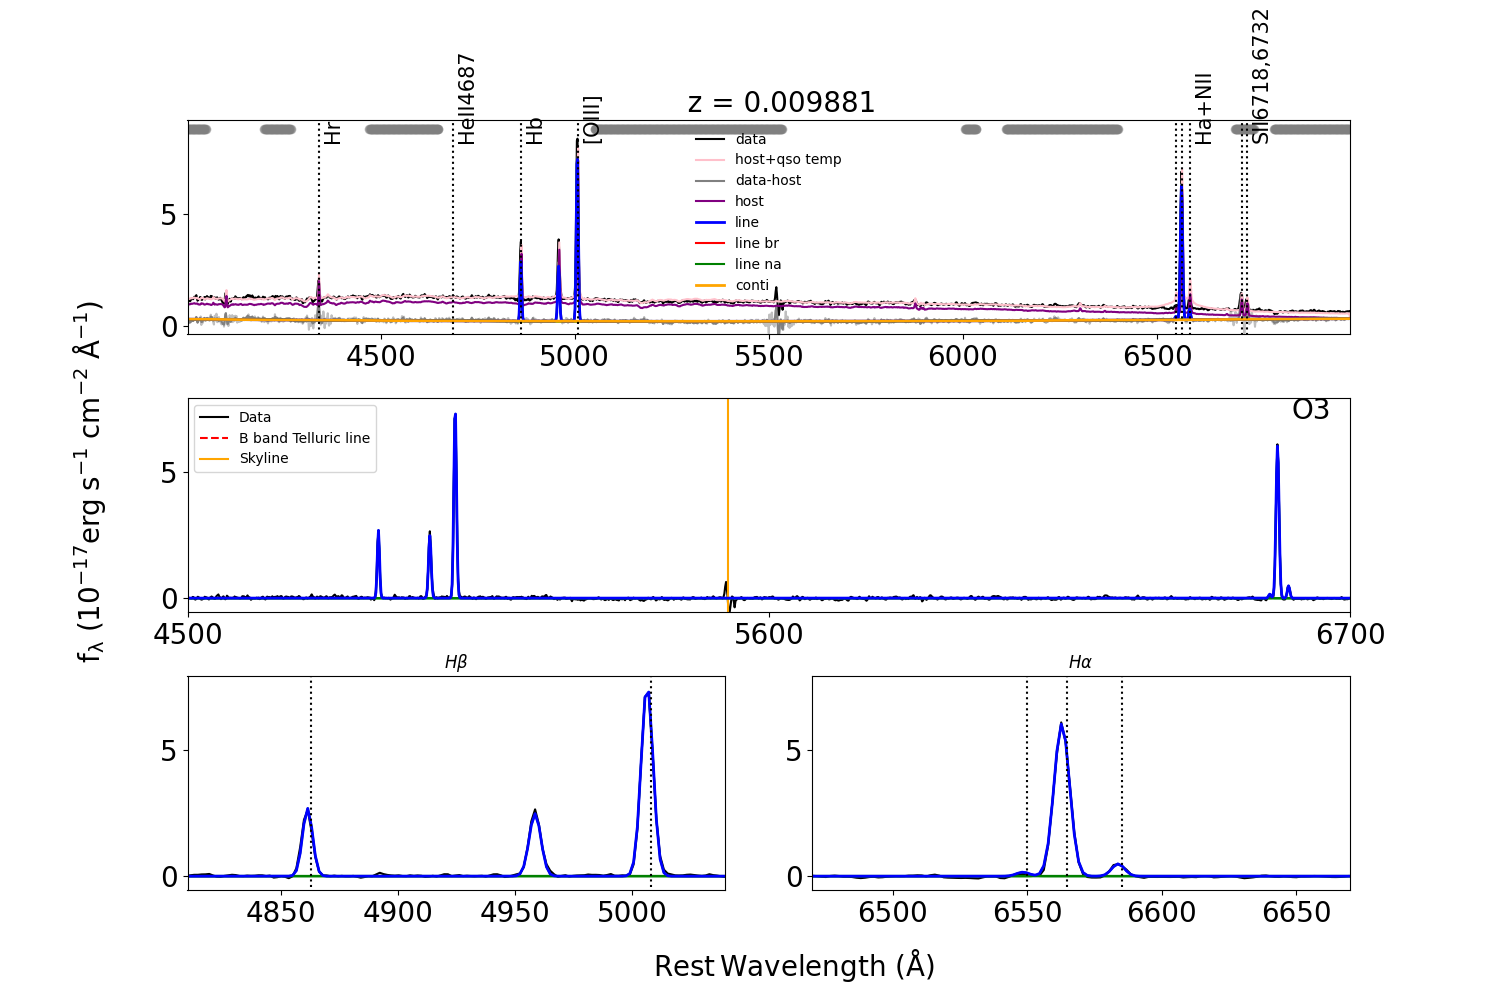 z = 0.009881
Hr
HeII4687
Hb
[OIII]
Ha+NII
SII6718,6732
data
host+qso temp
data-host
host
line
line br
line na
conti
5
0
4500 5000 5500 6000 6500
fλ (10⁻¹⁷erg s⁻¹ cm⁻² Å⁻¹)
Data
B band Telluric line
Skyline
O3
5
0
4500 5600 6700
Hβ
5
0
4850 4900 4950 5000
Hα
5
0
6500 6550 6600 6650
Rest Wavelength (Å)